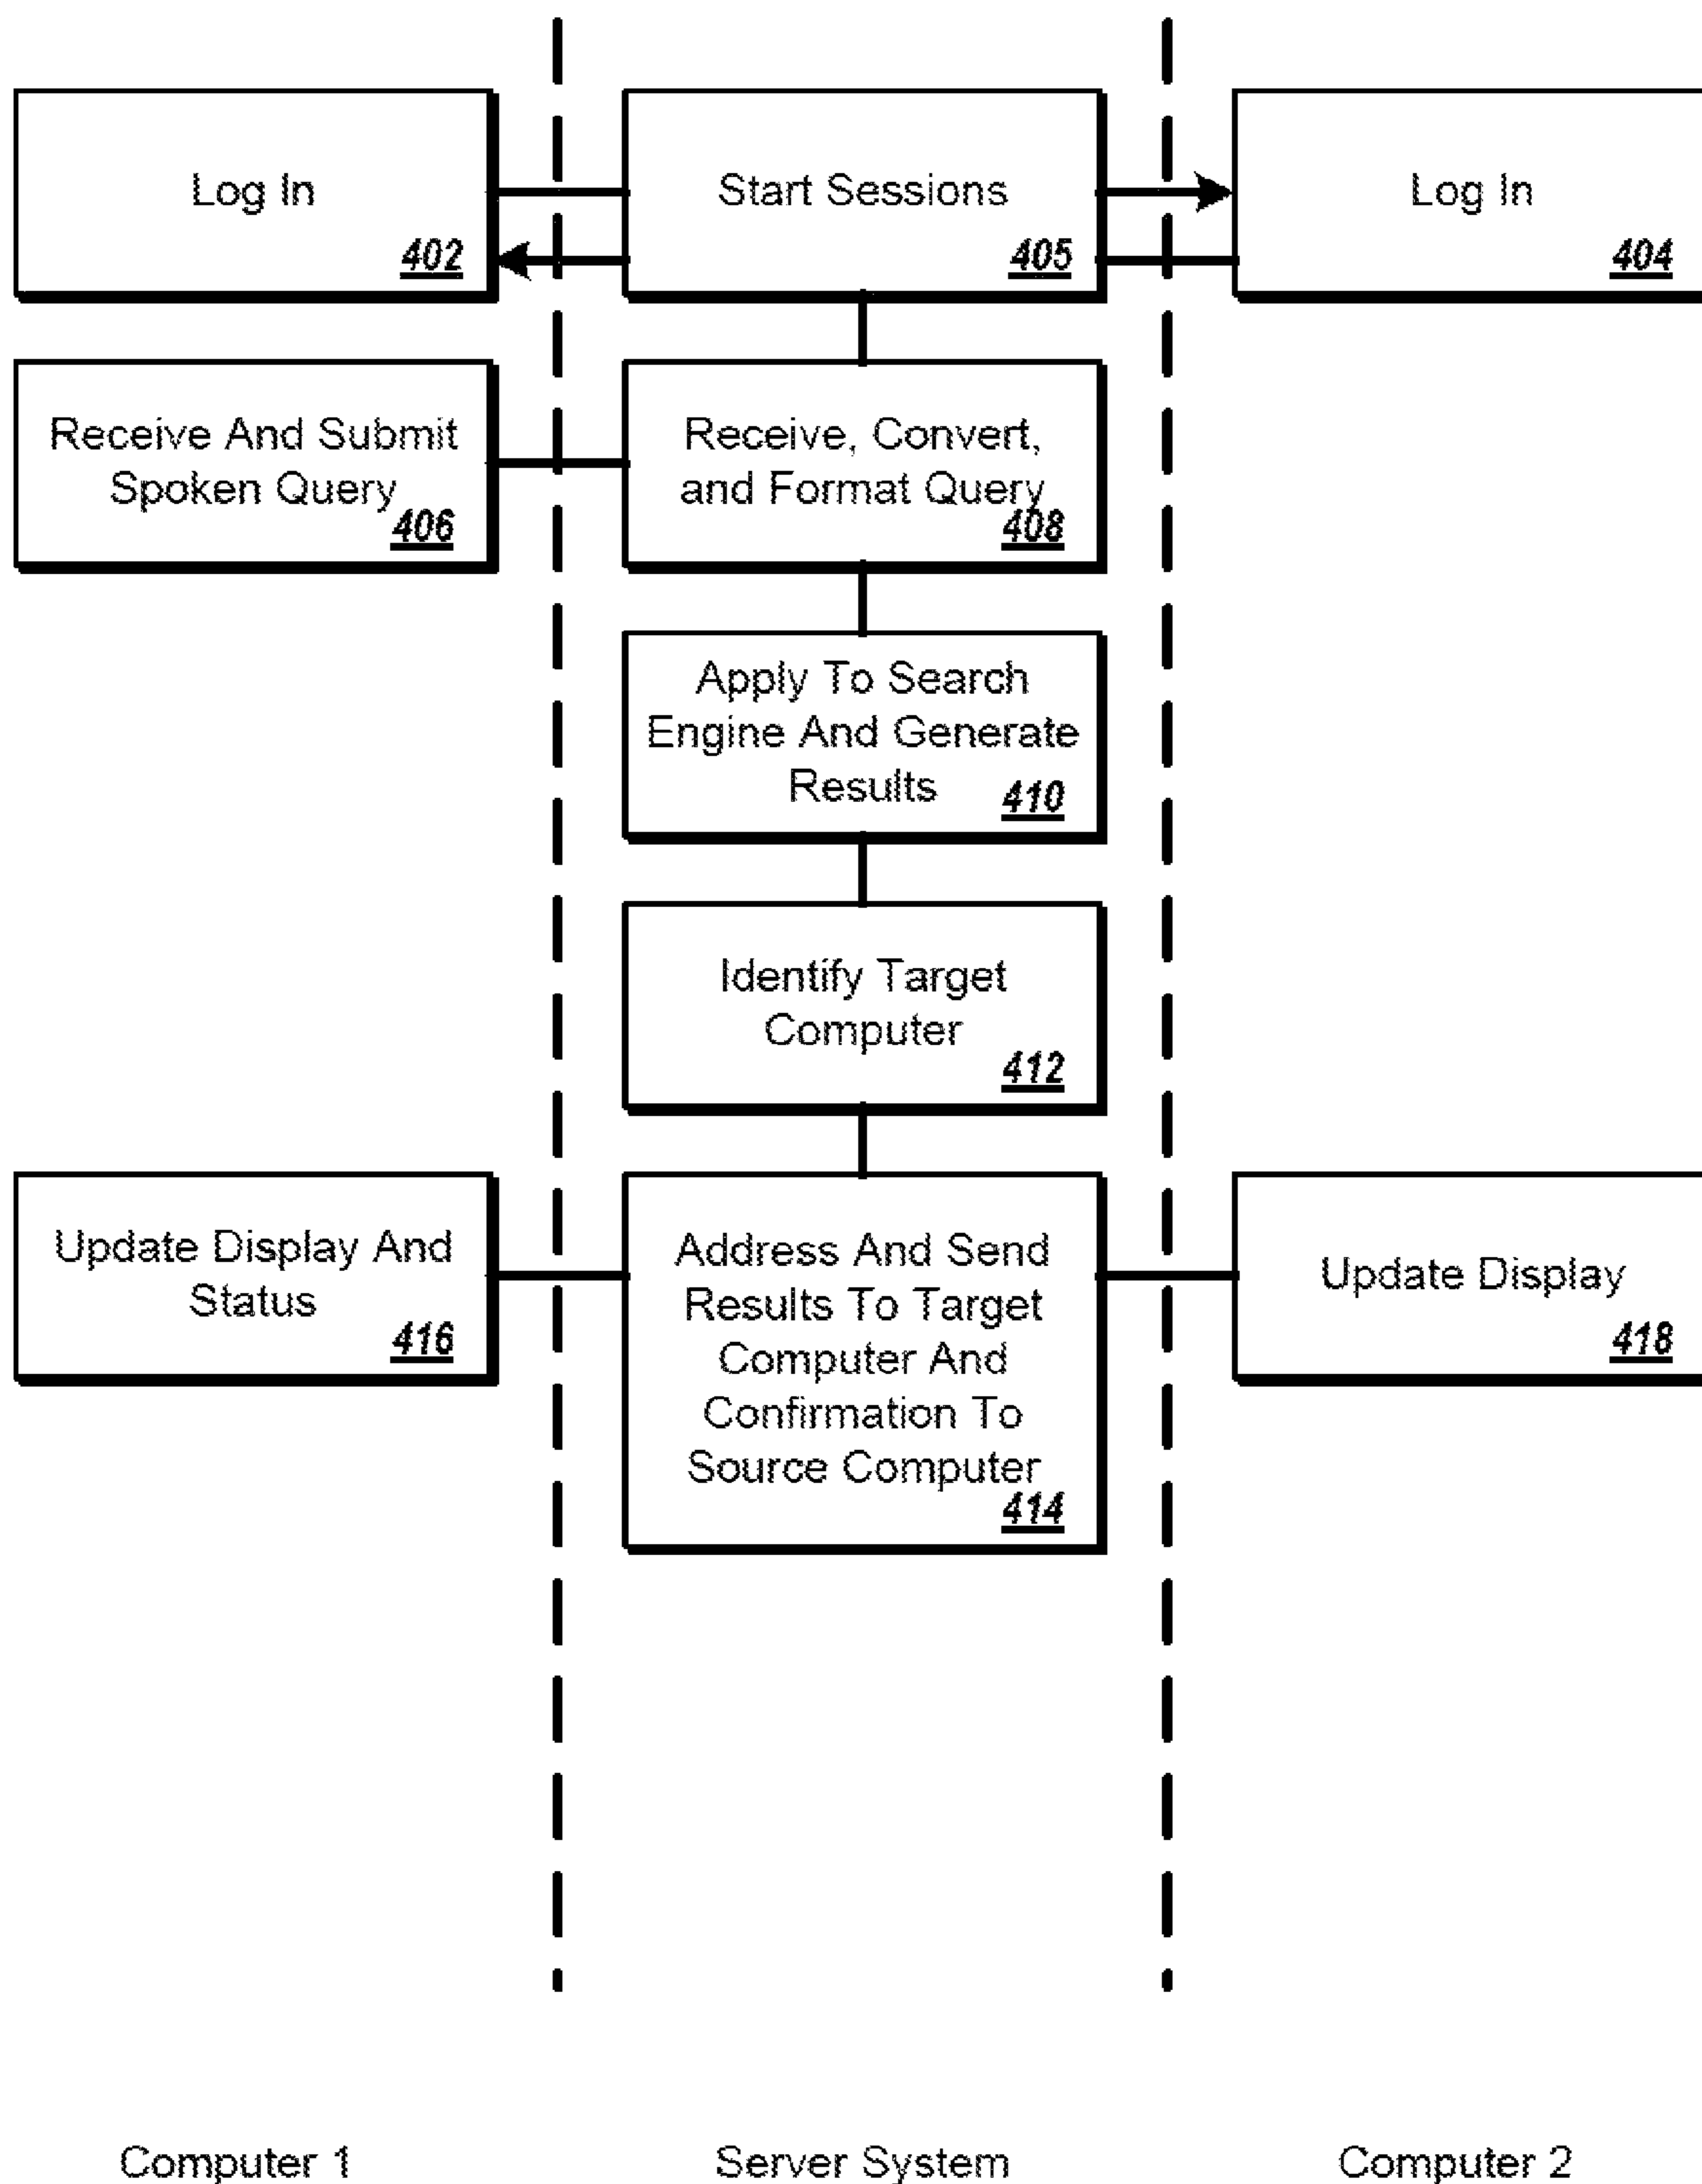 Log In
402
Start Sessions
405
Log In
404
Receive And Submit
Spoken Query
406
Receive, Convert,
and Format Query
408
Apply To Search
Engine And Generate
Results
410
Identify Target
Computer
412
Update Display And
Status
416
Address And Send
Results To Target
Computer And
Confirmation To
Source Computer
414
Update Display
418
Computer 1
Server System
Computer 2